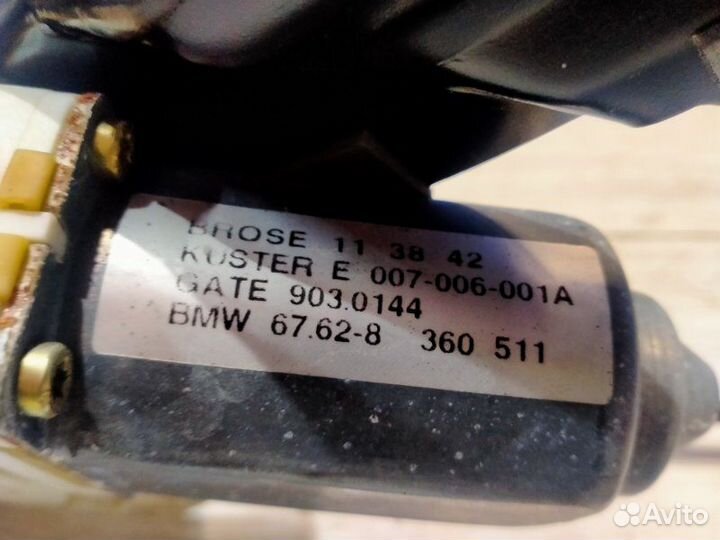 BROSE 11 38 42
KUSTER E 007-006-001A
GATE 903.0144
BMW 67.62-8 360 511
Avito